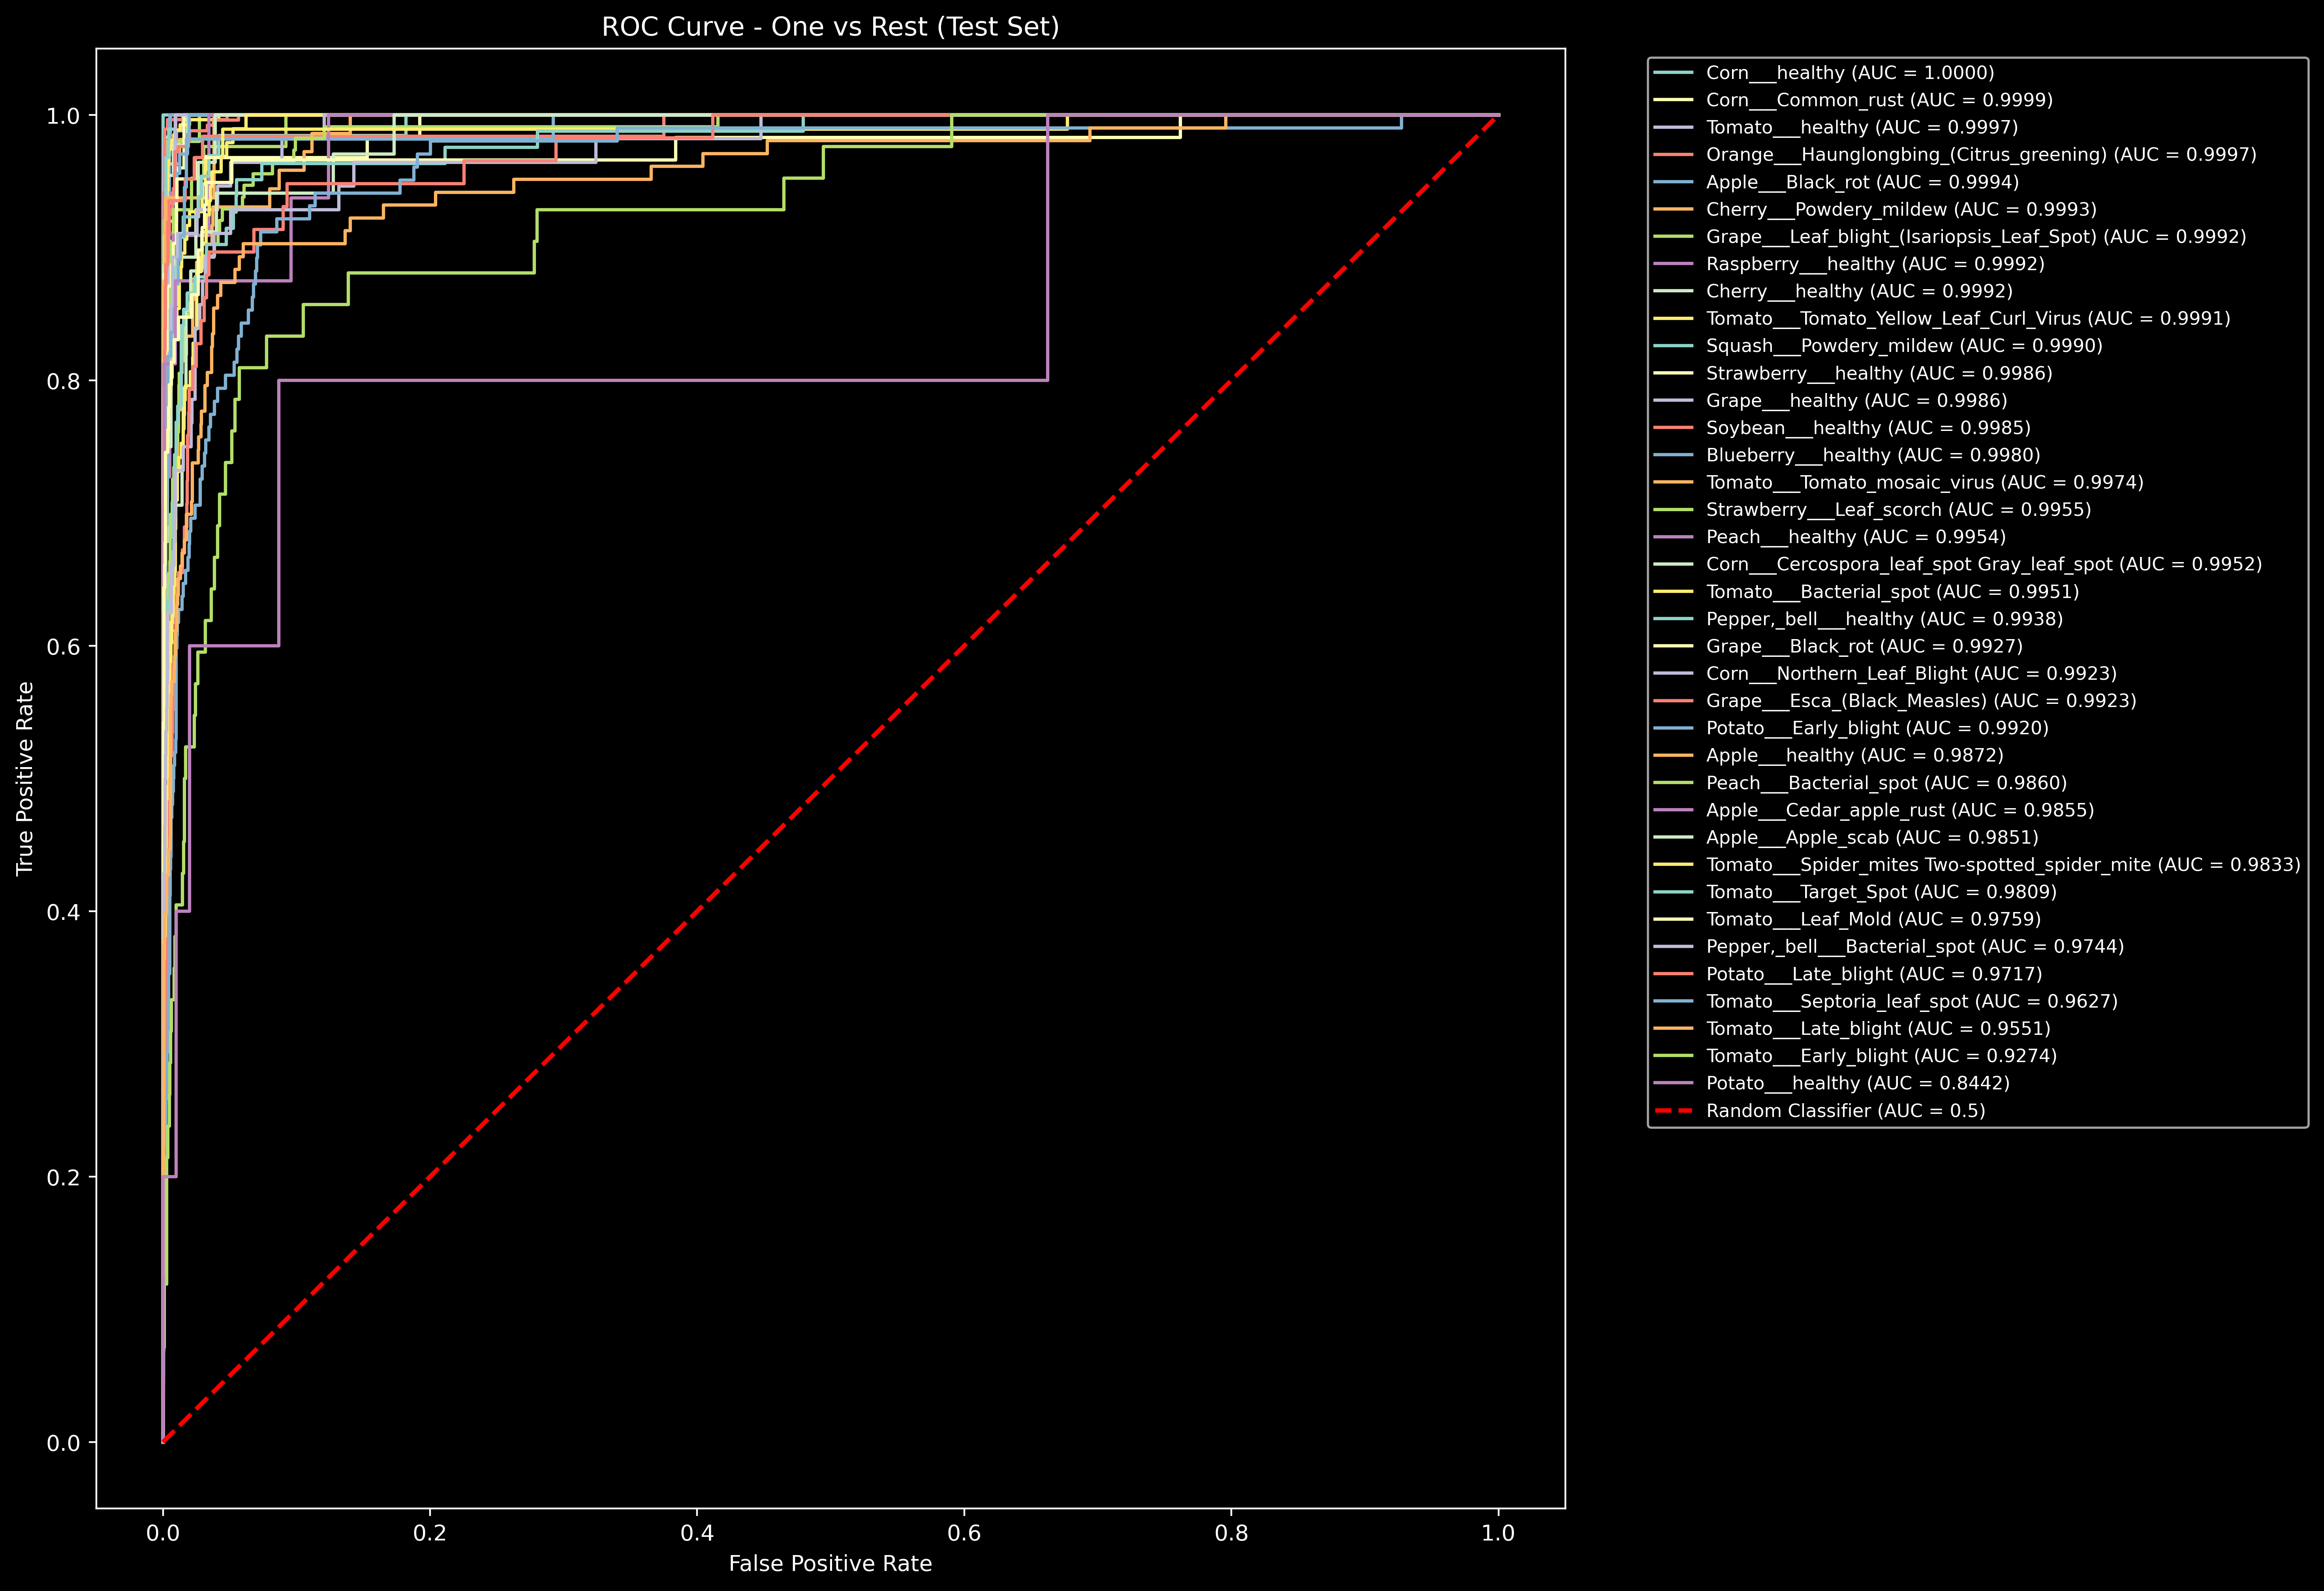 ROC Curve - One vs Rest (Test Set)
1.0
0.8
0.6
0.4
0.2
0.0
True Positive Rate
0.0 0.2 0.4 0.6 0.8 1.0
False Positive Rate
Corn___healthy (AUC = 1.0000)
Corn___Common_rust (AUC = 0.9999)
Tomato___healthy (AUC = 0.9997)
Orange___Haunglongbing_(Citrus_greening) (AUC = 0.9997)
Apple___Black_rot (AUC = 0.9994)
Cherry___Powdery_mildew (AUC = 0.9993)
Grape___Leaf_blight_(Isariopsis_Leaf_Spot) (AUC = 0.9992)
Raspberry___healthy (AUC = 0.9992)
Cherry___healthy (AUC = 0.9992)
Tomato___Tomato_Yellow_Leaf_Curl_Virus (AUC = 0.9991)
Squash___Powdery_mildew (AUC = 0.9990)
Strawberry___healthy (AUC = 0.9986)
Grape___healthy (AUC = 0.9986)
Soybean___healthy (AUC = 0.9985)
Blueberry___healthy (AUC = 0.9980)
Tomato___Tomato_mosaic_virus (AUC = 0.9974)
Strawberry___Leaf_scorch (AUC = 0.9955)
Peach___healthy (AUC = 0.9954)
Corn___Cercospora_leaf_spot Gray_leaf_spot (AUC = 0.9952)
Tomato___Bacterial_spot (AUC = 0.9951)
Pepper,_bell___healthy (AUC = 0.9938)
Grape___Black_rot (AUC = 0.9927)
Corn___Northern_Leaf_Blight (AUC = 0.9923)
Grape___Esca_(Black_Measles) (AUC = 0.9923)
Potato___Early_blight (AUC = 0.9920)
Apple___healthy (AUC = 0.9872)
Peach___Bacterial_spot (AUC = 0.9860)
Apple___Cedar_apple_rust (AUC = 0.9855)
Apple___Apple_scab (AUC = 0.9851)
Tomato___Spider_mites Two-spotted_spider_mite (AUC = 0.9833)
Tomato___Target_Spot (AUC = 0.9809)
Tomato___Leaf_Mold (AUC = 0.9759)
Pepper,_bell___Bacterial_spot (AUC = 0.9744)
Potato___Late_blight (AUC = 0.9717)
Tomato___Septoria_leaf_spot (AUC = 0.9627)
Tomato___Late_blight (AUC = 0.9551)
Tomato___Early_blight (AUC = 0.9274)
Potato___healthy (AUC = 0.8442)
Random Classifier (AUC = 0.5)